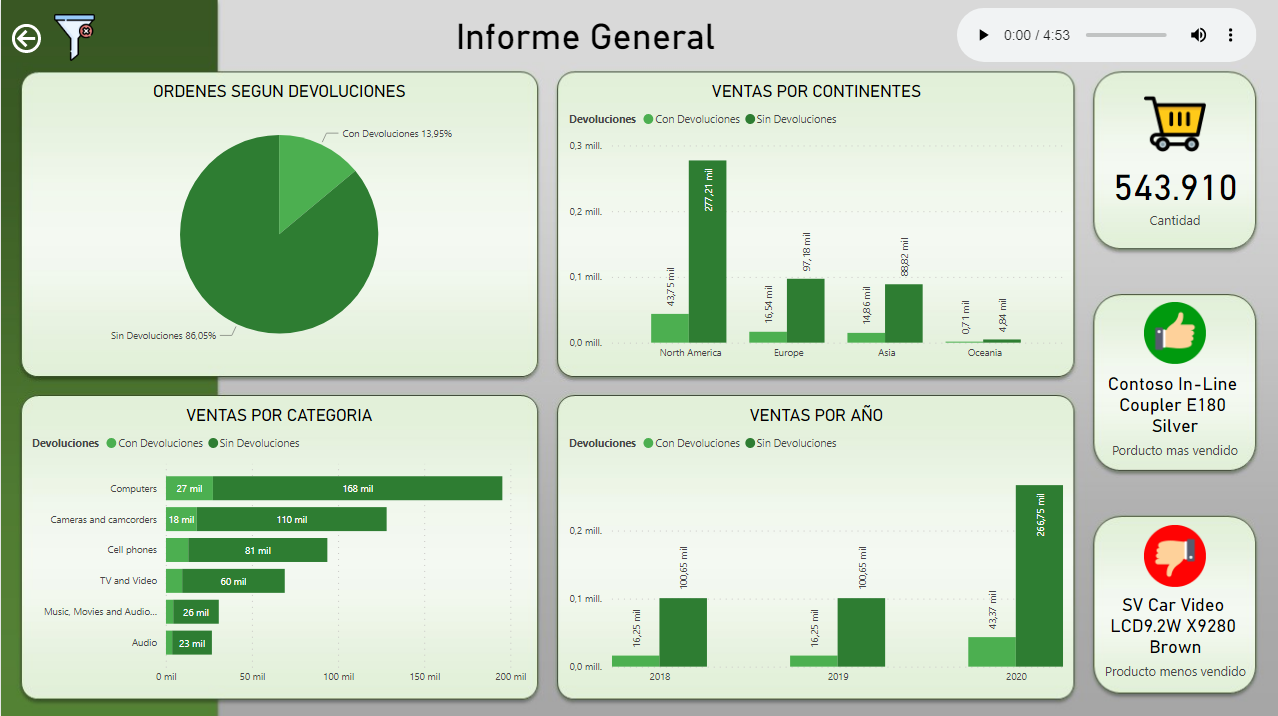 Informe General
0:00 / 4:53
ORDENES SEGUN DEVOLUCIONES
Con Devoluciones 13,95%
Sin Devoluciones 86,05%
VENTAS POR CONTINENTES
Devoluciones Con Devoluciones Sin Devoluciones
0,3 mill.
0,2 mill.
0,1 mill.
0,0 mill.
43,75 mil
277,21 mil
16,54 mil
97,18 mil
14,86 mil
88,82 mil
0,71 mil
4,84 mil
North America
Europe
Asia
Oceania
543.910
Cantidad
Contoso In-Line
Coupler E180
Silver
Porducto mas vendido
VENTAS POR CATEGORIA
Devoluciones Con Devoluciones Sin Devoluciones
Computers 27 mil 168 mil
Cameras and camcorders 18 mil 110 mil
Cell phones 81 mil
TV and Video 60 mil
Music, Movies and Audio... 26 mil
Audio 23 mil
0 mil 50 mil 100 mil 150 mil 200 mil
VENTAS POR AÑO
Devoluciones Con Devoluciones Sin Devoluciones
0,2 mill.
0,1 mill.
0,0 mill.
16,25 mil
100,65 mil
16,25 mil
100,65 mil
43,37 mil
266,75 mil
2018
2019
2020
SV Car Video
LCD9.2W X9280
Brown
Producto menos vendido